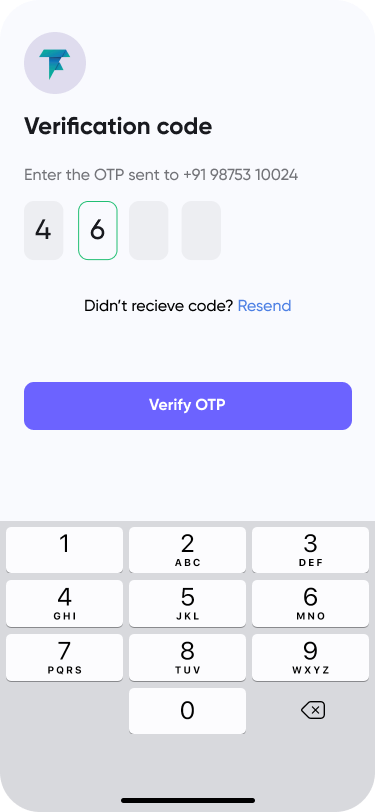 Verification code
Enter the OTP sent to +91 98753 10024
4 6
Didn’t recieve code? Resend
Verify OTP
1 2 3
ABC DEF
4 5 6
GHI JKL MNO
7 8 9
PQRS TUV WXYZ
0